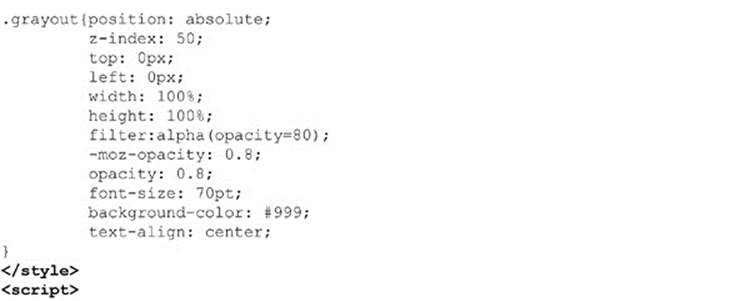 .grayout{position: absolute;
z-index: 50;
top: 0px;
left: 0px;
width: 100%;
height: 100%;
filter:alpha(opacity=80);
-moz-opacity: 0.8;
opacity: 0.8;
font-size: 70pt;
background-color: #999;
text-align: center;
}
</style>
<script>